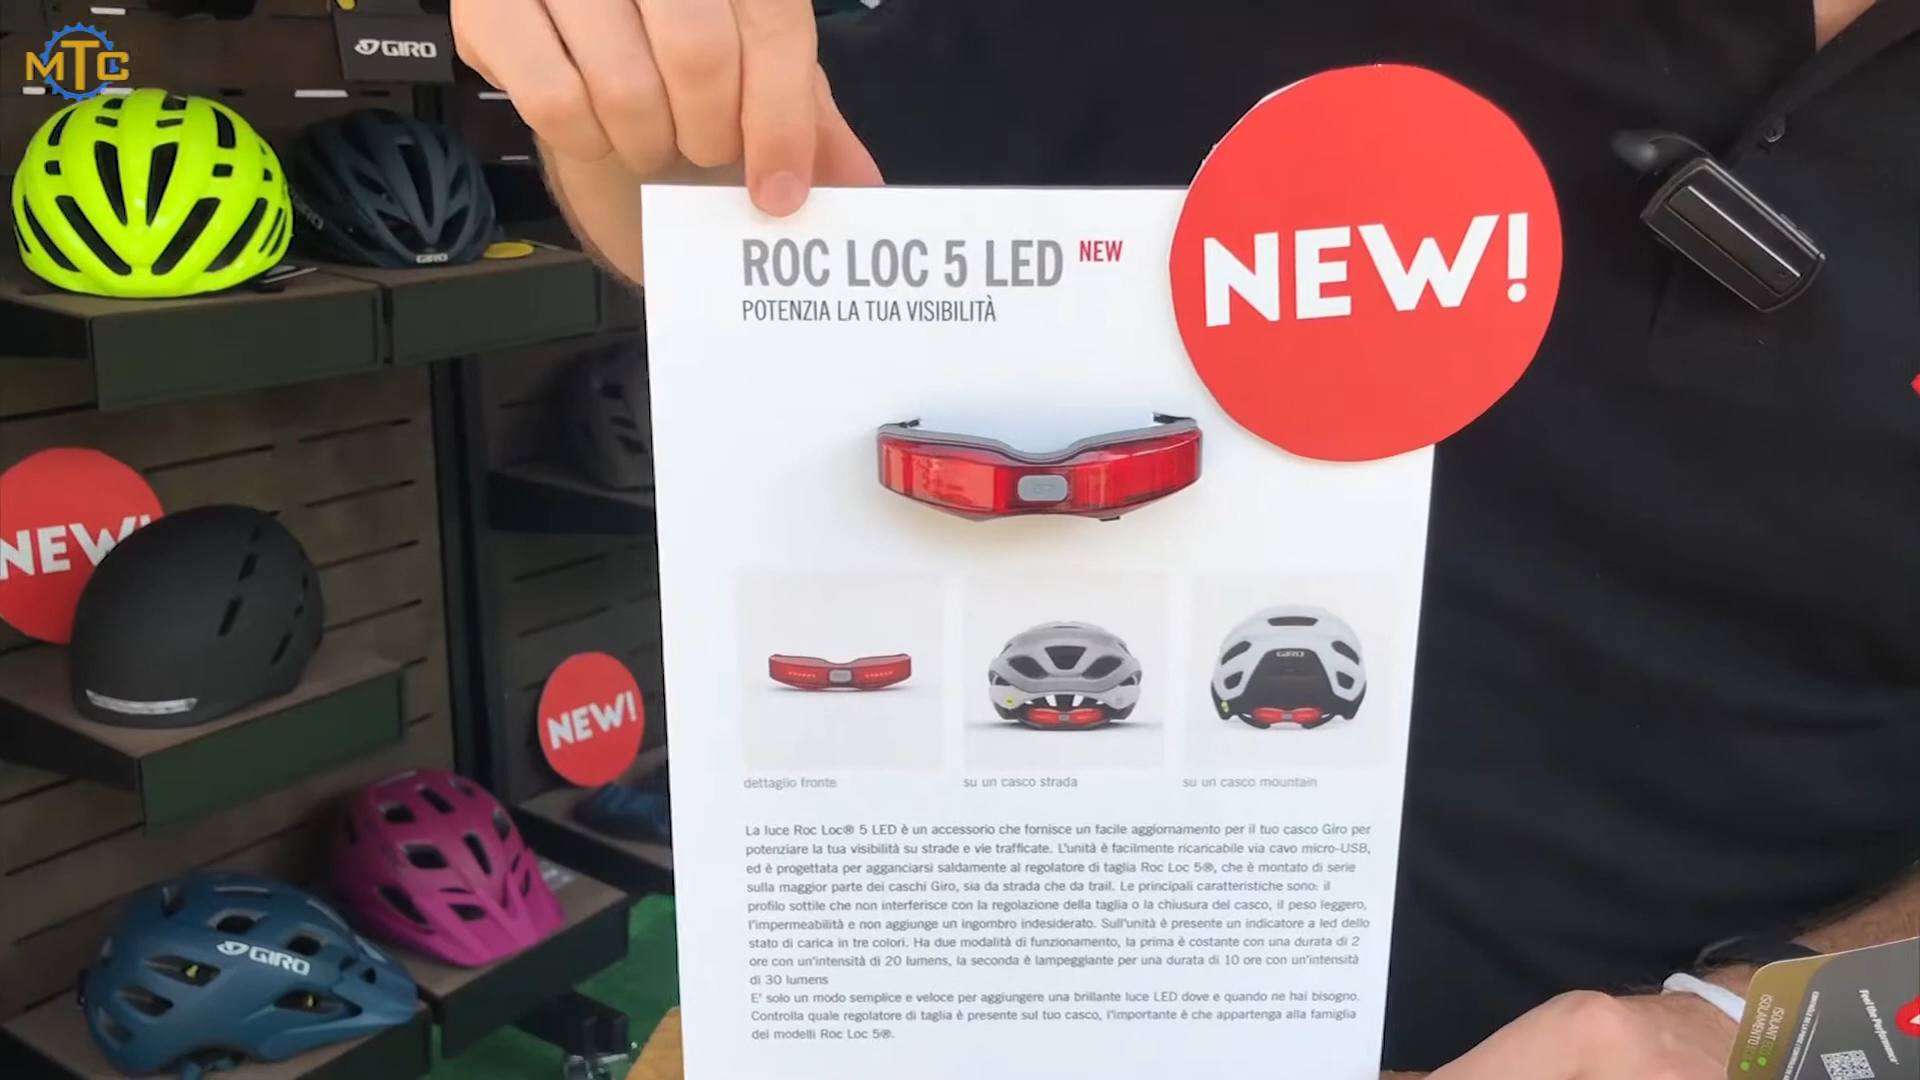 MTC
GIRO
GIRO
NEW!
ROC LOC 5 LED NEW
POTENZIA LA TUA VISIBILITÀ
NEW!
NEW!
GIRO
GIRO
dettaglio fronte
su un casco strada
su un casco mountain
La luce Roc Loc® 5 LED è un accessorio che fornisce un facile aggiornamento per il tuo casco Giro per
potenziare la tua visibilità su strade e vie trafficate. L'unità è facilmente ricaricabile via cavo micro-USB,
ed è progettata per agganciarsi saldamente al regolatore di taglia Roc Loc 5®, che è montato di serie
sulla maggior parte dei caschi Giro, sia da strada che da trail. Le principali caratteristiche sono: il
profilo sottile che non interferisce con la regolazione della taglia o la chiusura del casco, il peso leggero,
l'impermeabilità e non aggiunge un ingombro indesiderato. Sull'unità è presente un indicatore a led dello
stato di carica in tre colori. Ha due modalità di funzionamento, la prima è costante con una durata di 2
ore con un'intensità di 20 lumens, la seconda è lampeggiante per una durata di 10 ore con un'intensità
di 30 lumens
E' solo un modo semplice e veloce per aggiungere una brillante luce LED dove e quando ne hai bisogno.
Controlla quale regolatore di taglia è presente sul tuo casco, l'importante è che appartenga alla famiglia
dei modelli Roc Loc 5®.
Feel the Performance
ISOLANT ECO
ISOLAMENTO